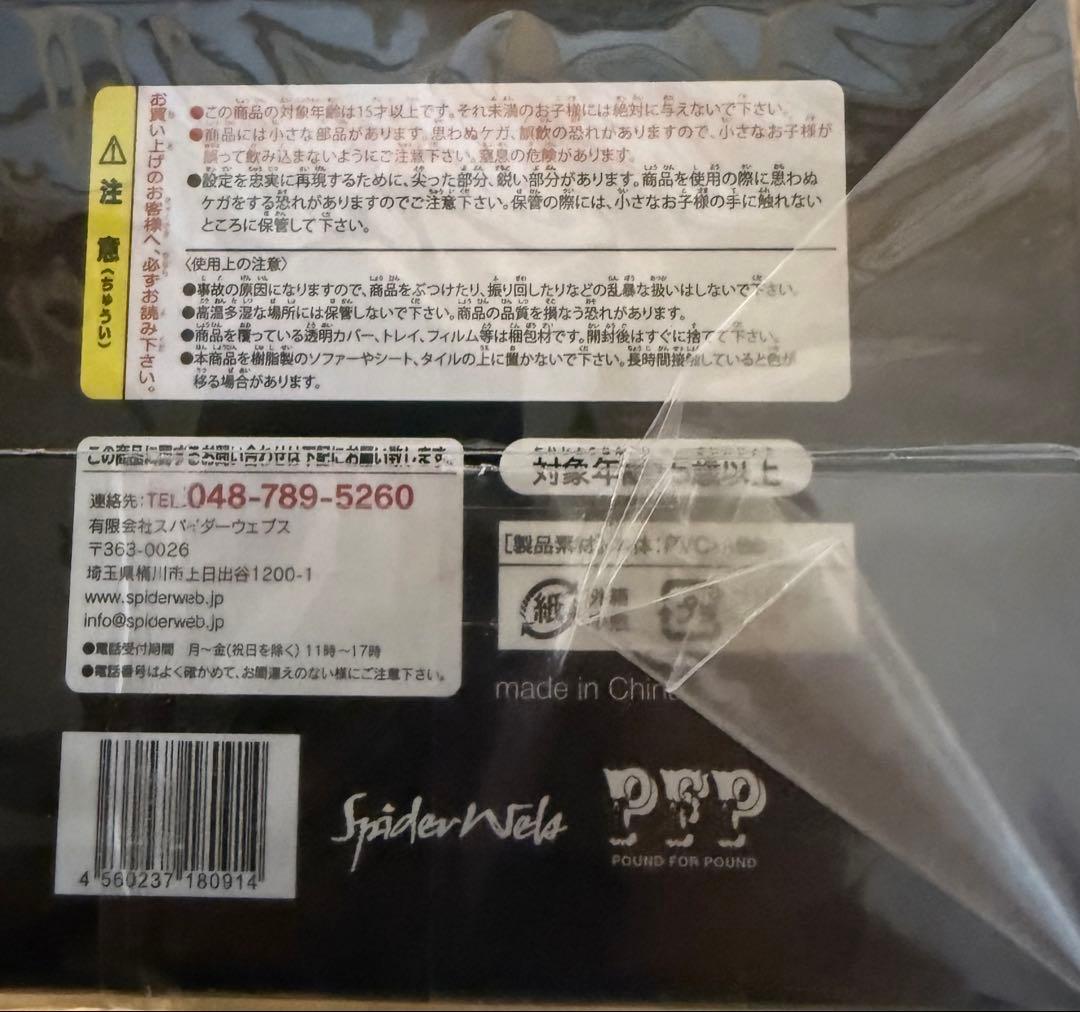 注意(ちゅうい)
お買い上げのお客様へ、必ずお読み下さい。
●この商品の対象年齢は15才以上です。それ未満のお子様には絶対に与えないで下さい。
●商品には小さな部品があります。思わぬケガ、誤飲の恐れがありますので、小さなお子様が
誤って飲み込まないようにご注意下さい。窒息の危険があります。
●設定を忠実に再現するために、尖った部分、鋭い部分があります。商品を使用の際に思わぬ
ケガをする恐れがありますのでご注意下さい。保管の際には、小さなお子様の手に触れない
ところに保管して下さい。
〈使用上の注意〉
●事故の原因になりますので、商品をぶつけたり、振り回したりなどの乱暴な扱いはしないで下さい。
●高温多湿な場所には保管しないで下さい。商品の品質を損なう恐れがあります。
●商品を覆っている透明カバー、トレイ、フィルム等は梱包材です。開封後はすぐに捨てて下さい。
●本商品を樹脂製のソファーやシート、タイルの上に置かないで下さい。長時間接触していると色が
移る場合があります。
この商品に関するお問い合わせは下記にお願い致します。
連絡先:TEL.048-789-5260
有限会社スパイダーウェブス
〒363-0026
埼玉県桶川市上日出谷1200-1
www.spiderweb.jp
info@spiderweb.jp
●電話受付期間 月〜金(祝日を除く)11時〜17時
●電話番号はよく確かめて、お間違えのない様にご注意下さい。
対象年 5歳以上
[製品素材] 体:PVC
紙 外箱
プラ
made in China
4 560237 180914
Spider Web
PFP
POUND FOR POUND